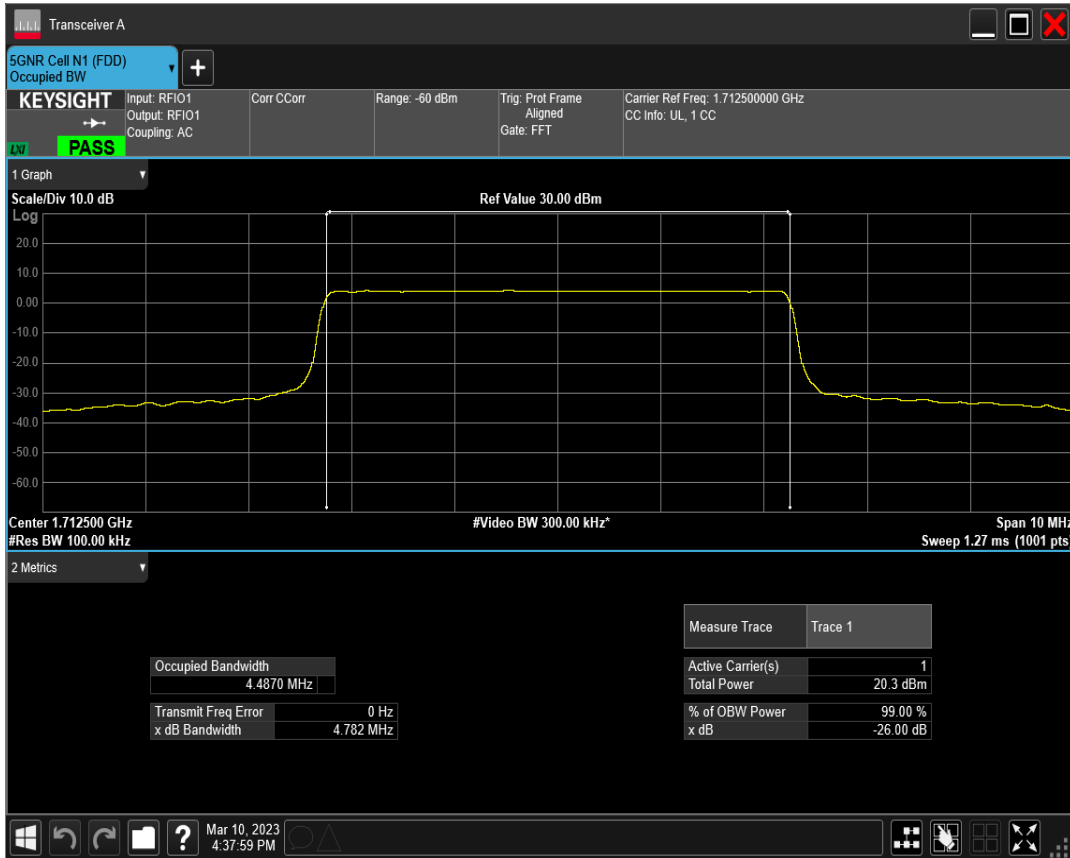 Transceiver A
5GNR Cell N1 (FDD)
Occupied BW
+
KEYSIGHT
LXI
PASS
Input: RFIO1
Output: RFIO1
Coupling: AC
Corr CCorr
Range: -60 dBm
Trig: Prot Frame
Aligned
Gate: FFT
Carrier Ref Freq: 1.712500000 GHz
CC Info: UL, 1 CC
1 Graph
Scale/Div 10.0 dB
Ref Value 30.00 dBm
Log
20.0
10.0
0.00
-10.0
-20.0
-30.0
-40.0
-50.0
-60.0
Center 1.712500 GHz
#Video BW 300.00 kHz*
Span 10 MHz
#Res BW 100.00 kHz
Sweep 1.27 ms (1001 pts)
2 Metrics
Measure Trace Trace 1
Occupied Bandwidth
4.4870 MHz
Active Carrier(s) 1
Total Power 20.3 dBm
Transmit Freq Error 0 Hz
x dB Bandwidth 4.782 MHz
% of OBW Power 99.00 %
x dB -26.00 dB
?
Mar 10, 2023
4:37:59 PM